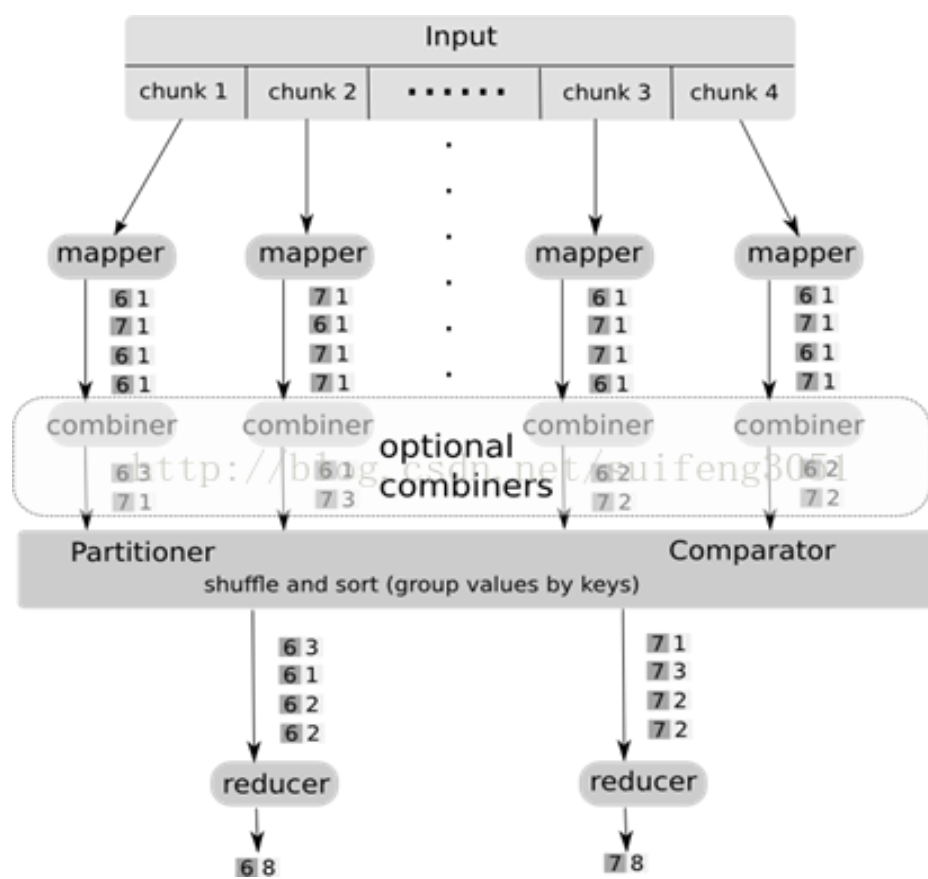 Input
chunk 1 chunk 2 ...... chunk 3 chunk 4
mapper mapper mapper mapper
6 1 7 1 6 1 6 1
7 1 6 1 7 1 7 1
6 1 7 1 7 1 6 1
6 1 7 1 6 1 7 1
combiner combiner combiner combiner
optional
combiners
http://blog.csdn.net/suifeng3051
6 3 6 1 6 2 6 2
7 1 7 3 7 2 7 2
Partitioner Comparator
shuffle and sort (group values by keys)
6 3 7 1
6 1 7 3
6 2 7 2
6 2 7 2
reducer reducer
6 8 7 8